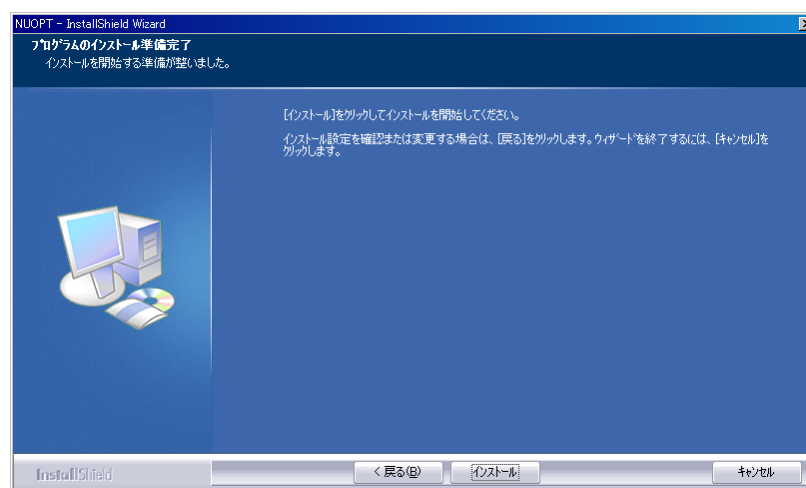 NUOPT - InstallShield Wizard
プログラムのインストール準備完了
インストールを開始する準備が整いました。
[インストール]をクリックしてインストールを開始してください。
インストール設定を確認または変更する場合は、[戻る]をクリックします。ウィザードを終了するには、[キャンセル]を
クリックします。
InstallShield
< 戻る(B)
インストール
キャンセル